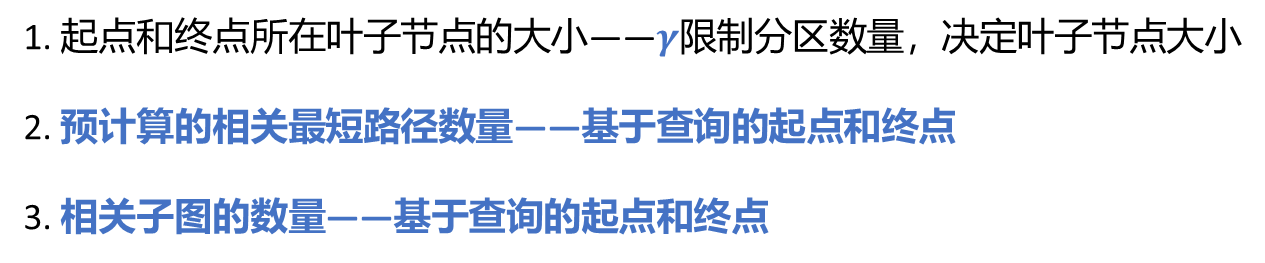 1. 起点和终点所在叶子节点的大小——γ限制分区数量，决定叶子节点大小
2. 预计算的相关最短路径数量——基于查询的起点和终点
3. 相关子图的数量——基于查询的起点和终点